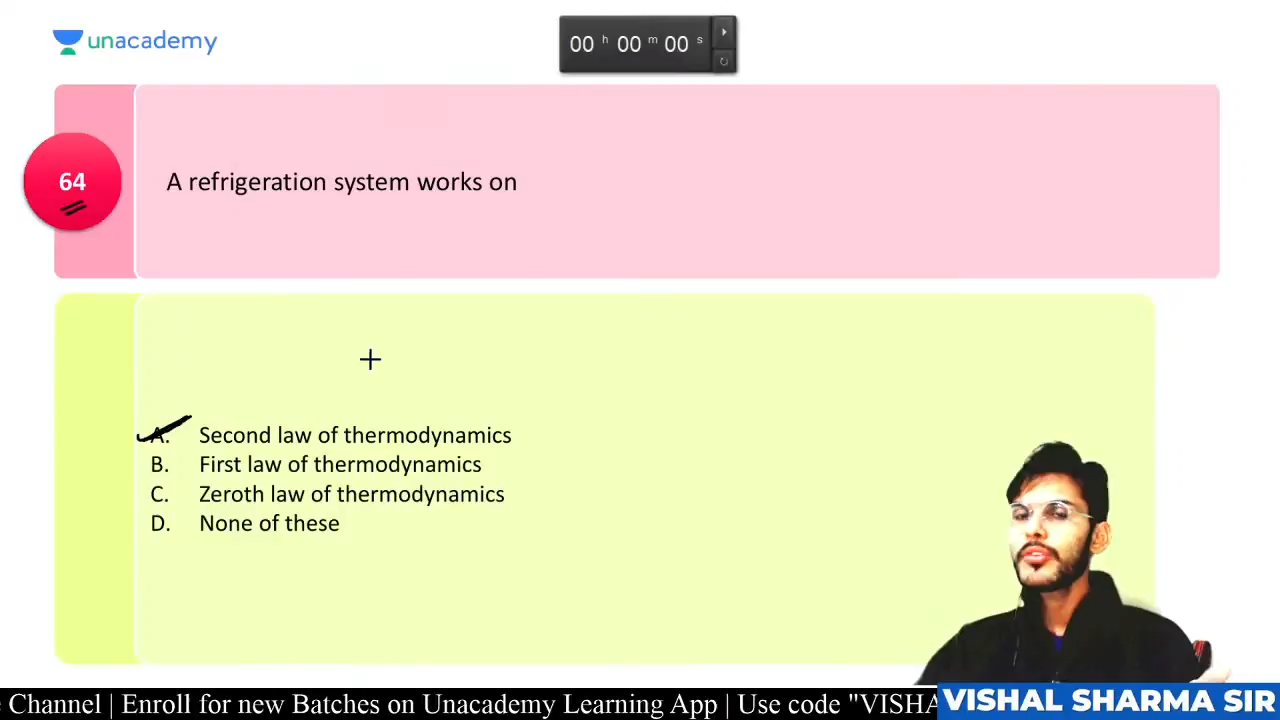 unacademy
00 h 00 m 00 s
64
A refrigeration system works on
A. Second law of thermodynamics
B. First law of thermodynamics
C. Zeroth law of thermodynamics
D. None of these
Channel | Enroll for new Batches on Unacademy Learning App | Use code "VISHA
VISHAL SHARMA SIR